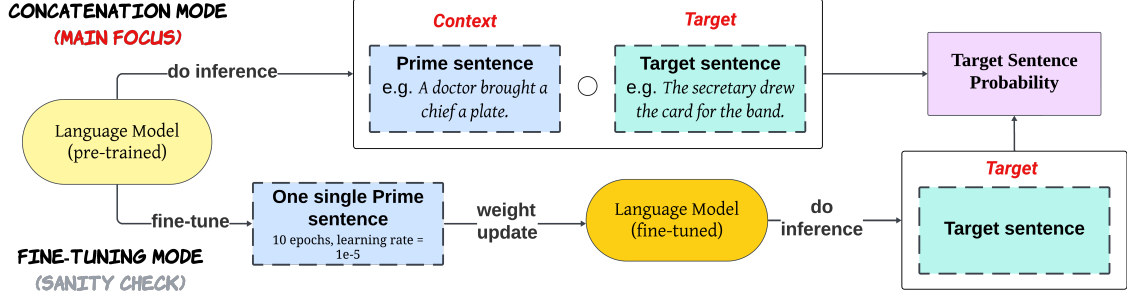 CONCATENATION MODE
(MAIN FOCUS)
do inference
Language Model
(pre-trained)
Context
Prime sentence
e.g. A doctor brought a
chief a plate.
Target
Target sentence
e.g. The secretary drew
the card for the band.
Target Sentence
Probability
fine-tune
One single Prime
sentence
10 epochs, learning rate =
1e-5
weight
update
Language Model
(fine-tuned)
do
inference
Target
Target sentence
FINE-TUNING MODE
(SANITY CHECK)